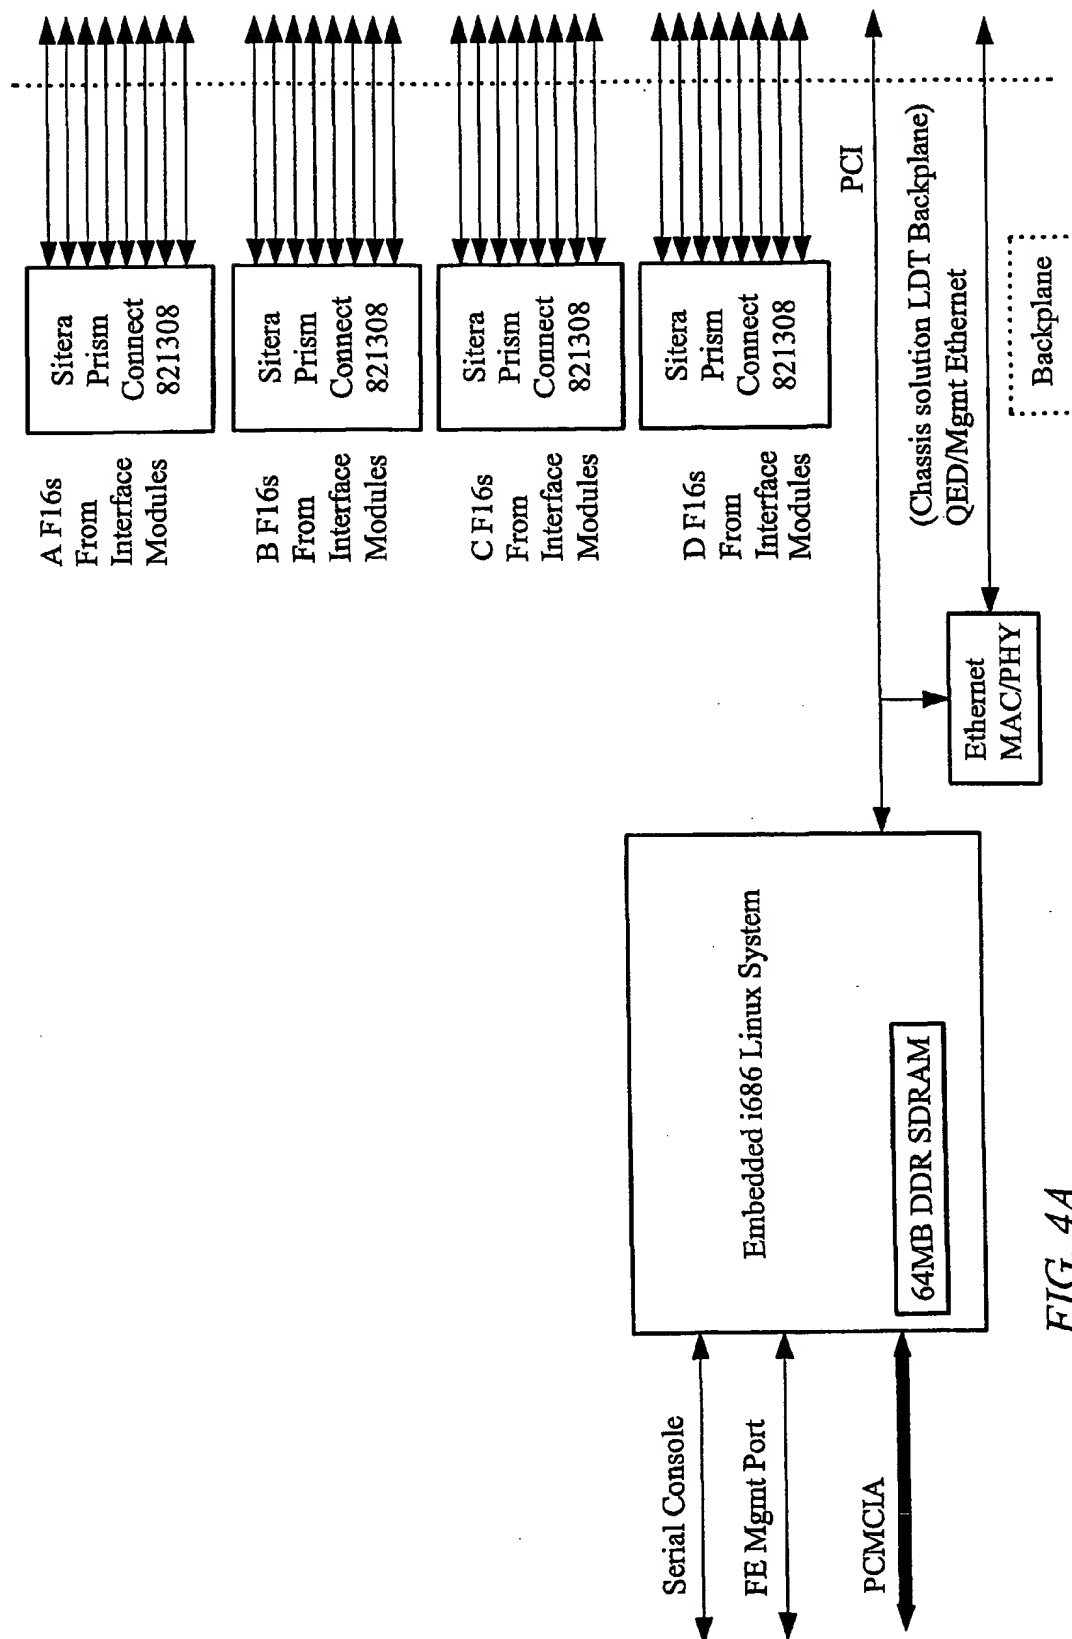 Serial Console
FE Mgmt Port
PCMCIA
Embedded i686 Linux System
64MB DDR SDRAM
Ethernet
MAC/PHY
A F16s
From
Interface
Modules
B F16s
From
Interface
Modules
C F16s
From
Interface
Modules
D F16s
From
Interface
Modules
Sitera
Prism
Connect
821308
Sitera
Prism
Connect
821308
Sitera
Prism
Connect
821308
Sitera
Prism
Connect
821308
PCI
(Chassis solution LDT Backplane)
QED/Mgmt Ethernet
Backplane
FIG. 4A